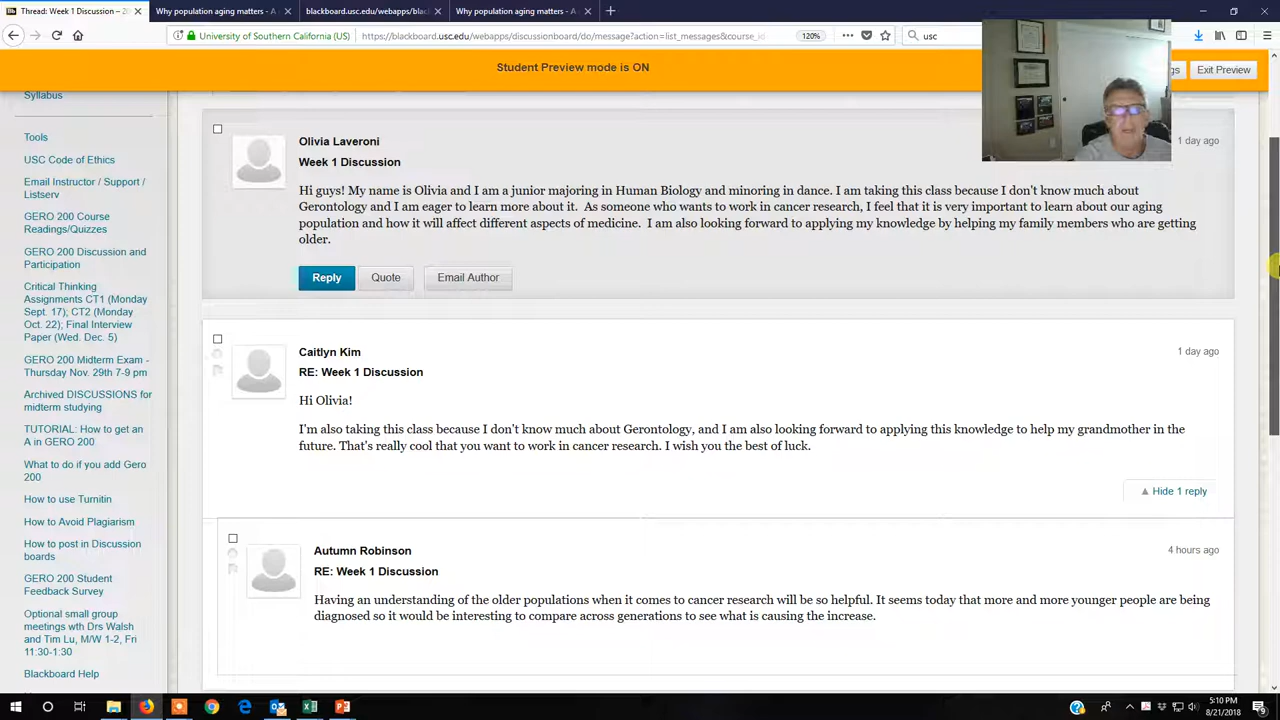 Thread: Week 1 Discussion – 20
Why population aging matters - A
blackboard.usc.edu/webapps/blac
Why population aging matters - A
University of Southern California (US)
https://blackboard.usc.edu/webapps/discussionboard/do/message?action=list_messages&course_id
120%
usc
Student Preview mode is ON
gs
Exit Preview
Syllabus
Tools
USC Code of Ethics
Email Instructor / Support /
Listserv
GERO 200 Course
Readings/Quizzes
GERO 200 Discussion and
Participation
Critical Thinking
Assignments CT1 (Monday
Sept. 17); CT2 (Monday
Oct. 22); Final Interview
Paper (Wed. Dec. 5)
GERO 200 Midterm Exam -
Thursday Nov. 29th 7-9 pm
Archived DISCUSSIONS for
midterm studying
TUTORIAL: How to get an
A in GERO 200
What to do if you add Gero
200
How to use Turnitin
How to Avoid Plagiarism
How to post in Discussion
boards
GERO 200 Student
Feedback Survey
Optional small group
meetings wth Drs Walsh
and Tim Lu, M/W 1-2, Fri
11:30-1:30
Blackboard Help
Olivia Laveroni
1 day ago
Week 1 Discussion
Hi guys! My name is Olivia and I am a junior majoring in Human Biology and minoring in dance. I am taking this class because I don't know much about
Gerontology and I am eager to learn more about it. As someone who wants to work in cancer research, I feel that it is very important to learn about our aging
population and how it will affect different aspects of medicine. I am also looking forward to applying my knowledge by helping my family members who are getting
older.
Reply
Quote
Email Author
Caitlyn Kim
1 day ago
RE: Week 1 Discussion
Hi Olivia!
I'm also taking this class because I don't know much about Gerontology, and I am also looking forward to applying this knowledge to help my grandmother in the
future. That's really cool that you want to work in cancer research. I wish you the best of luck.
Hide 1 reply
Autumn Robinson
4 hours ago
RE: Week 1 Discussion
Having an understanding of the older populations when it comes to cancer research will be so helpful. It seems today that more and more younger people are being
diagnosed so it would be interesting to compare across generations to see what is causing the increase.
5:10 PM
8/21/2018